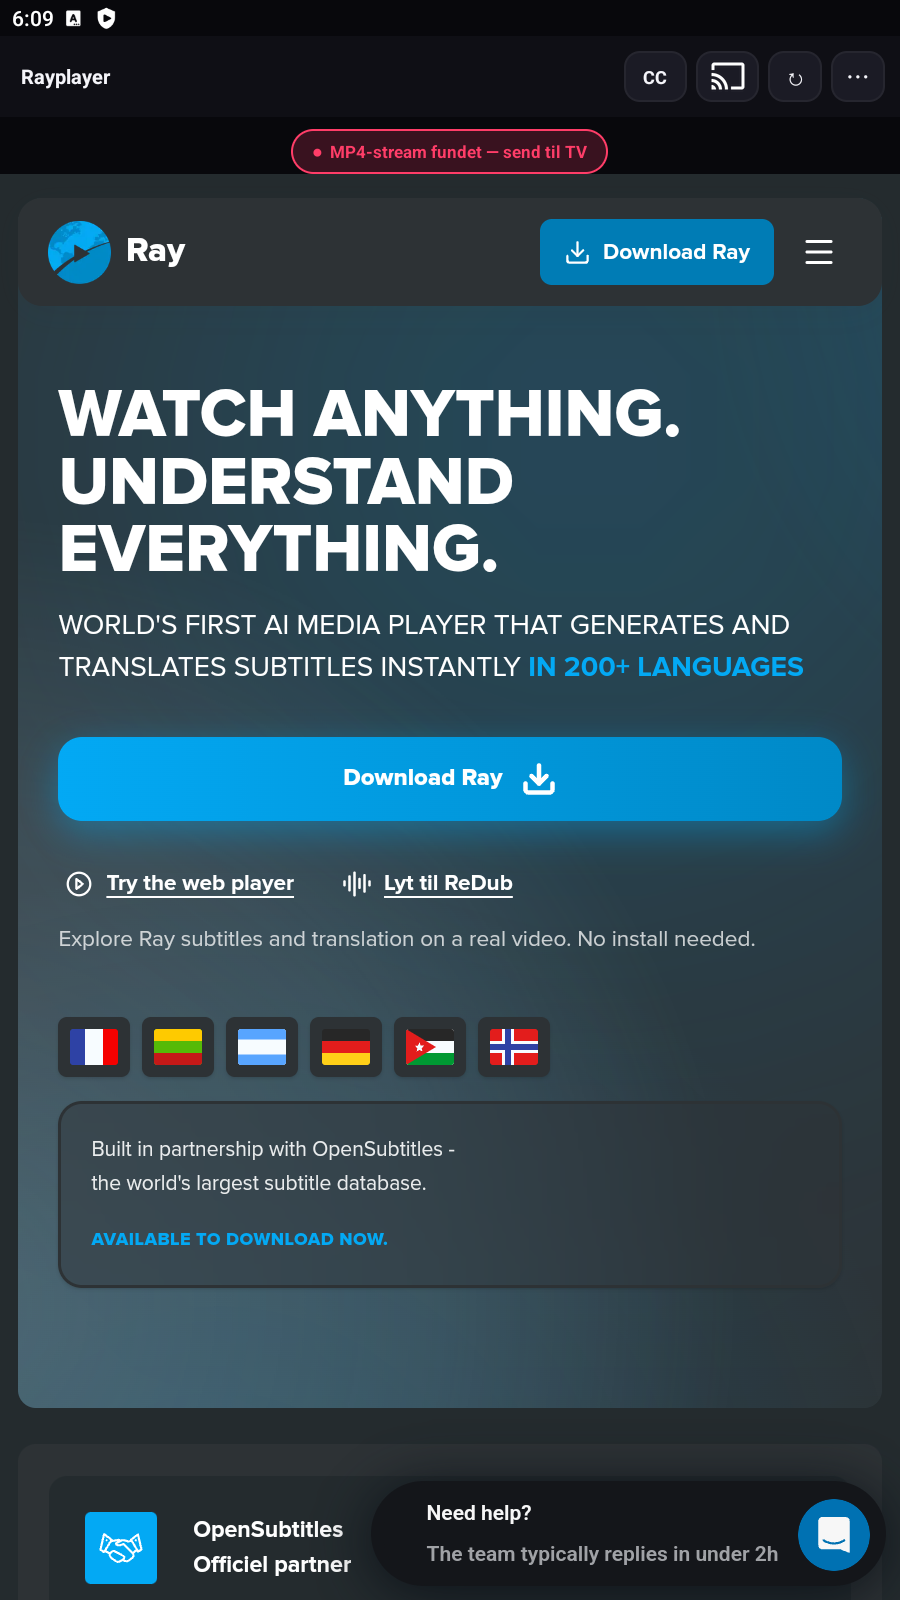 6:09
Rayplayer
CC
● MP4-stream fundet — send til TV
Ray
Download Ray
WATCH ANYTHING.
UNDERSTAND
EVERYTHING.
WORLD'S FIRST AI MEDIA PLAYER THAT GENERATES AND
TRANSLATES SUBTITLES INSTANTLY IN 200+ LANGUAGES
Download Ray
Try the web player
Lyt til ReDub
Explore Ray subtitles and translation on a real video. No install needed.
Built in partnership with OpenSubtitles -
the world's largest subtitle database.
AVAILABLE TO DOWNLOAD NOW.
OpenSubtitles
Officiel partner
Need help?
The team typically replies in under 2h